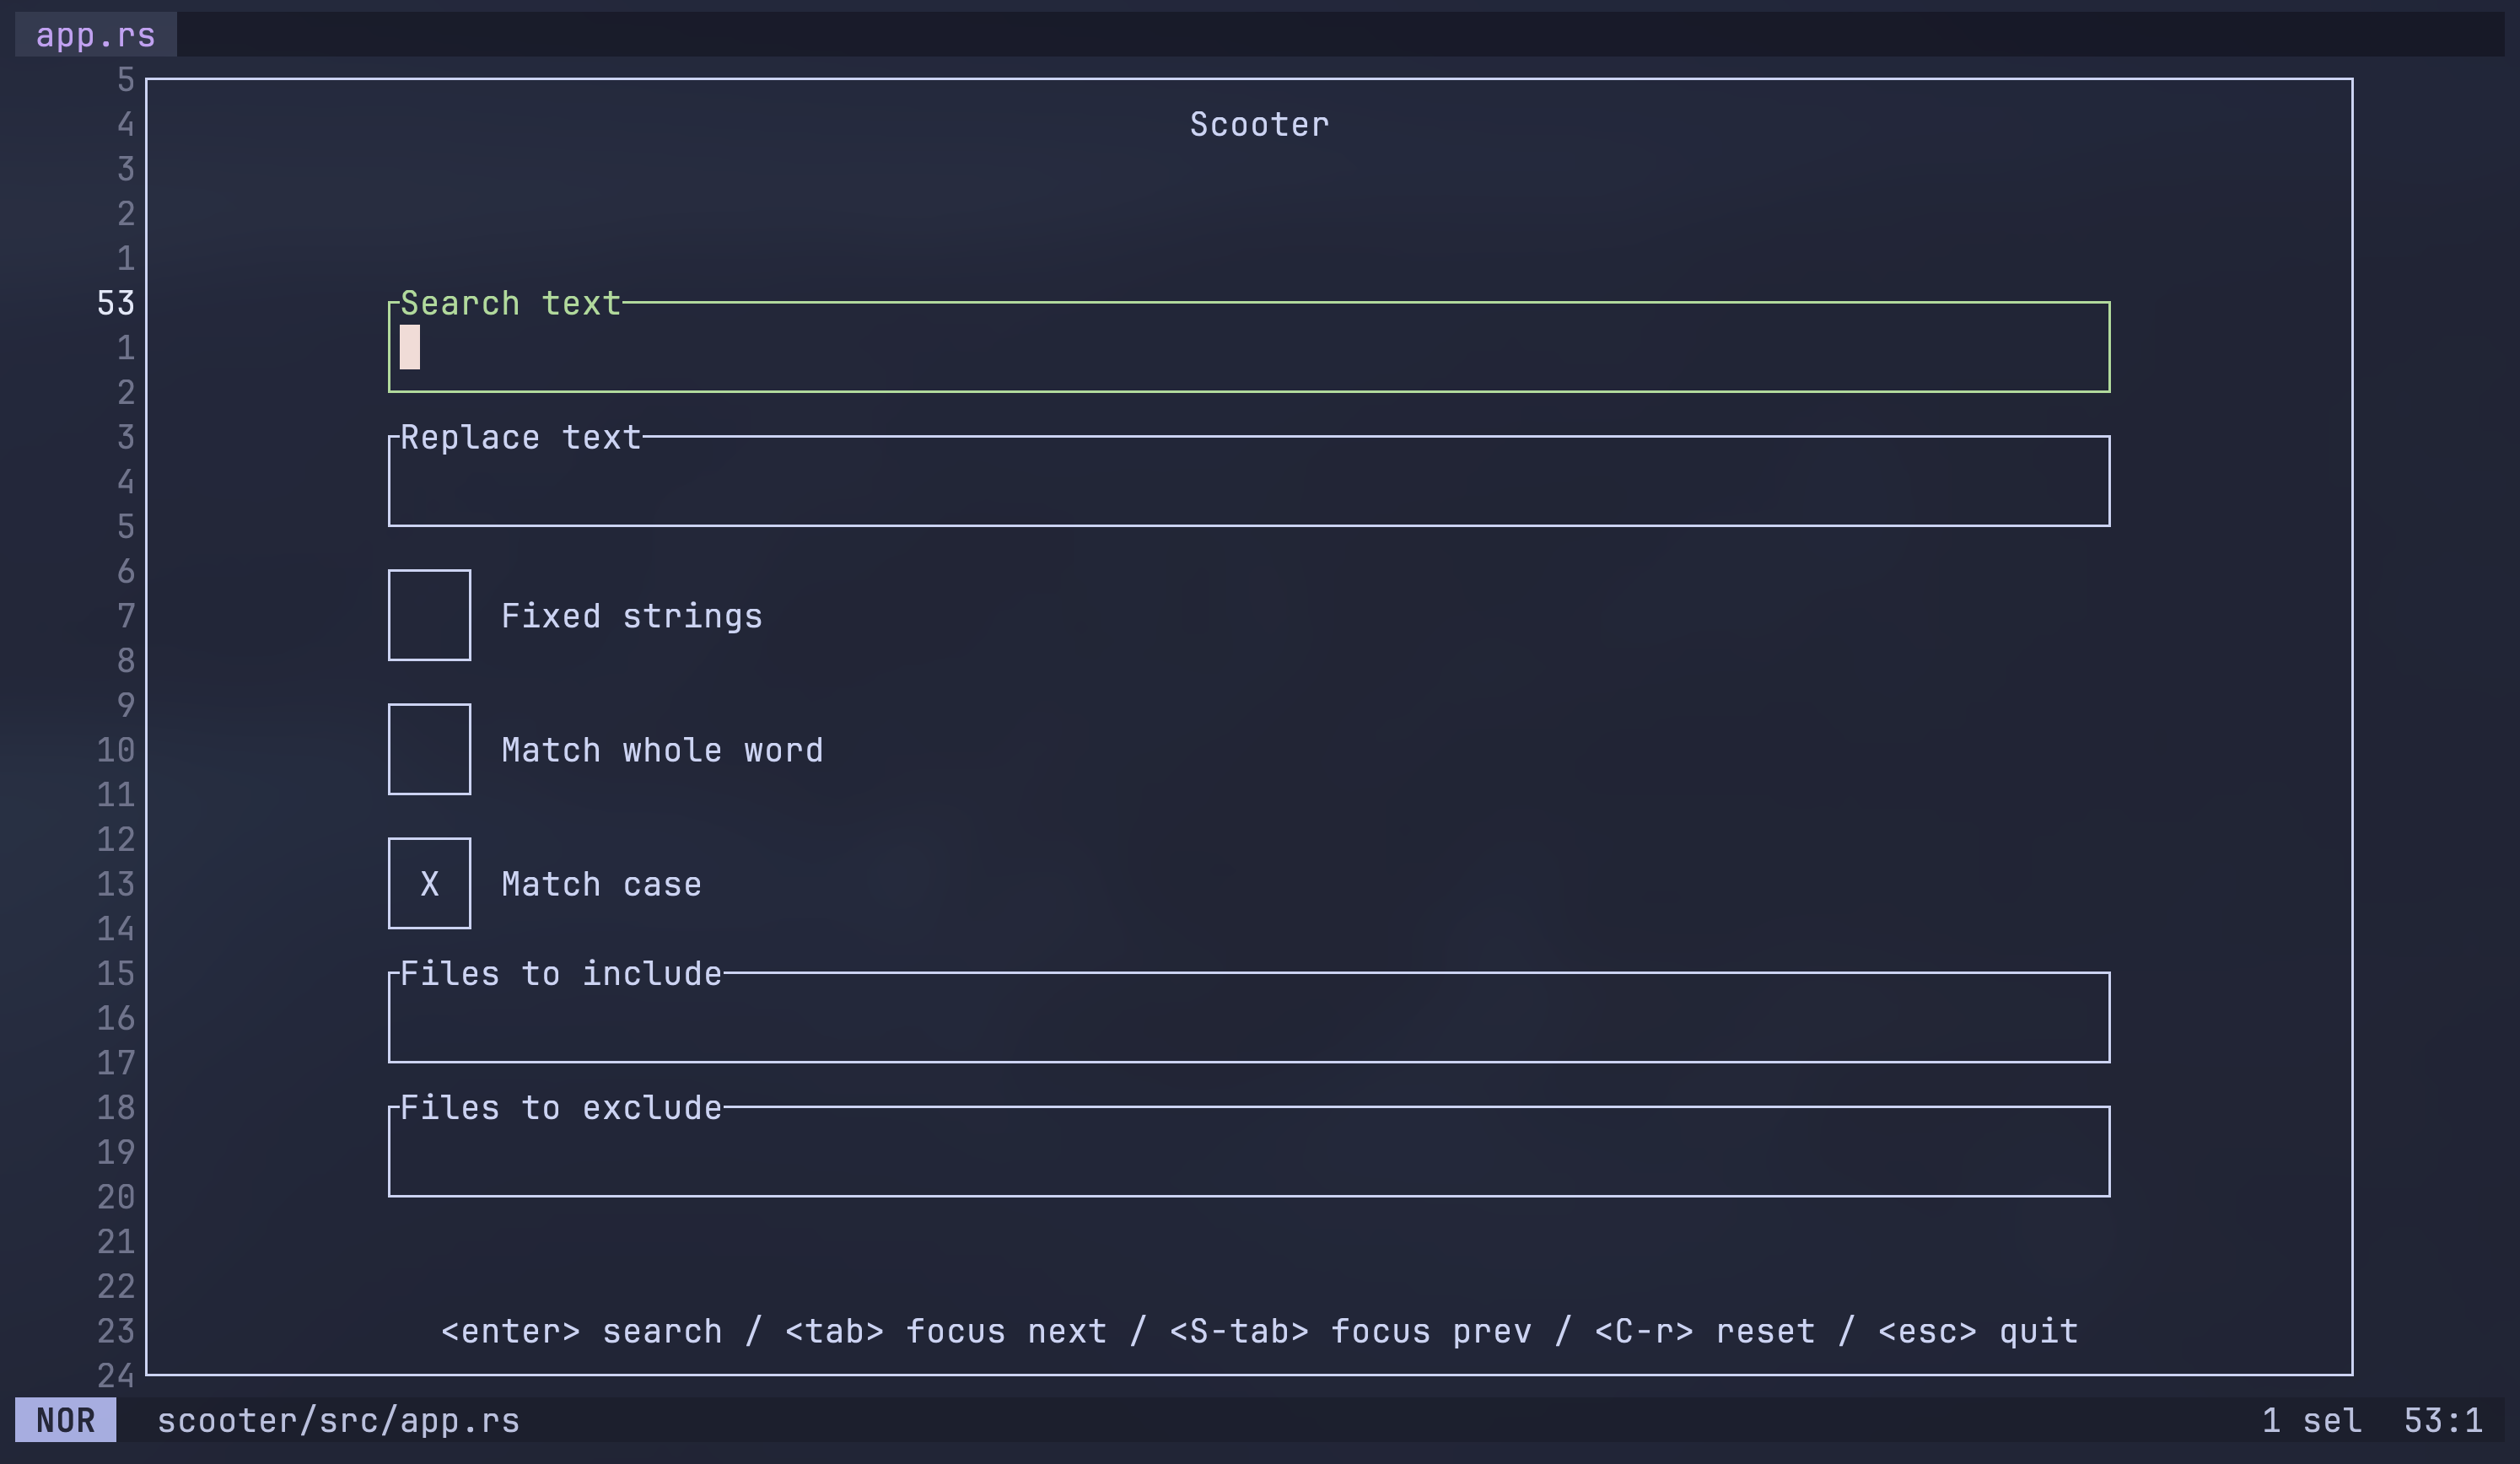 app.rs
5
4 Scooter
3
2
1
53 Search text
1
2
3 Replace text
4
5
6
7 Fixed strings
8
9
10 Match whole word
11
12
13 X Match case
14
15 Files to include
16
17
18 Files to exclude
19
20
21
22
23 <enter> search / <tab> focus next / <S-tab> focus prev / <C-r> reset / <esc> quit
24
NOR scooter/src/app.rs 1 sel 53:1